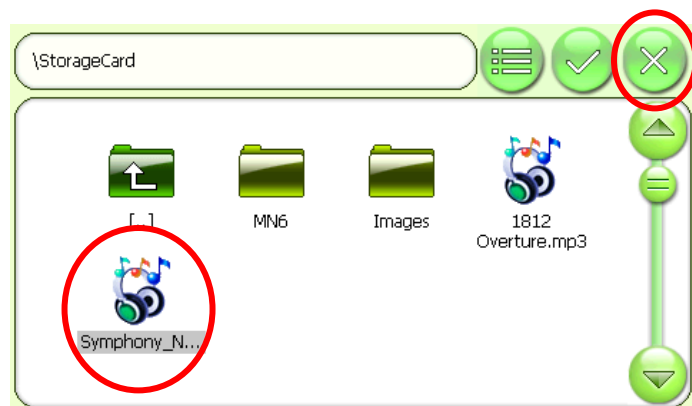 \StorageCard
[..]
MN6
Images
1812
Overture.mp3
Symphony_N...